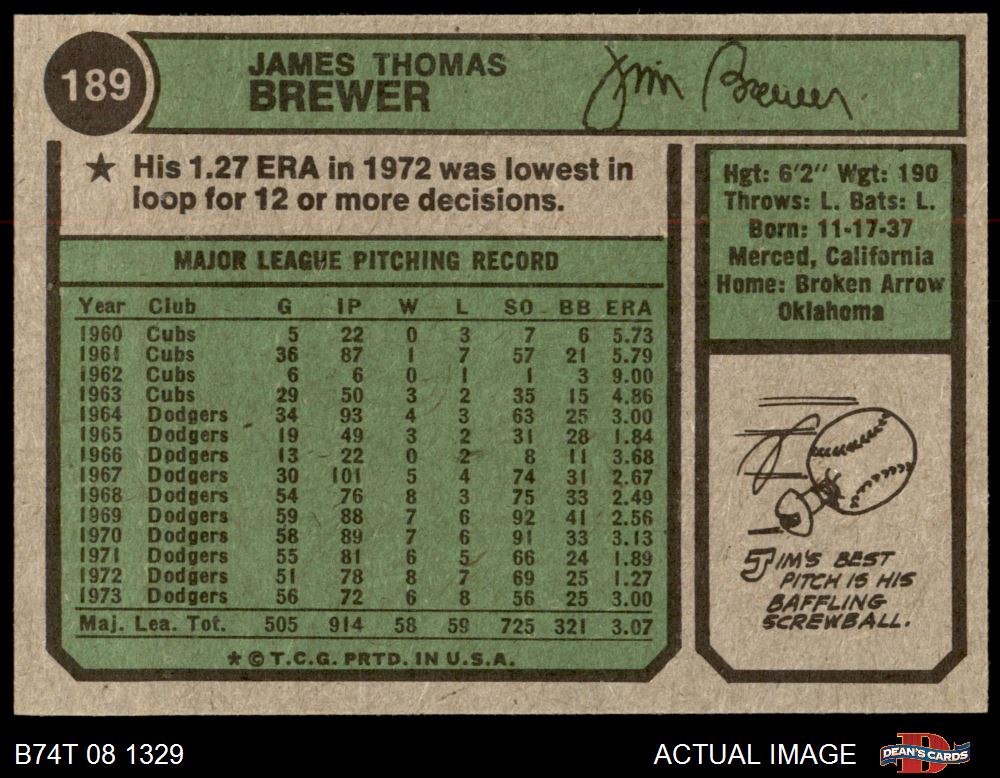 189
JAMES THOMAS
BREWER
Jim Brewer
★ His 1.27 ERA in 1972 was lowest in
loop for 12 or more decisions.
MAJOR LEAGUE PITCHING RECORD
Year Club G IP W L SO BB ERA
1960 Cubs 5 22 0 3 7 6 5.73
1961 Cubs 36 87 1 7 57 21 5.79
1962 Cubs 6 6 0 1 1 3 9.00
1963 Cubs 29 50 3 2 35 15 4.86
1964 Dodgers 34 93 4 3 63 25 3.00
1965 Dodgers 19 49 3 2 31 28 1.84
1966 Dodgers 13 22 0 2 8 11 3.68
1967 Dodgers 30 101 5 4 74 31 2.67
1968 Dodgers 54 76 8 3 75 33 2.49
1969 Dodgers 59 88 7 6 92 41 2.56
1970 Dodgers 58 89 7 6 91 33 3.13
1971 Dodgers 55 81 6 5 66 24 1.89
1972 Dodgers 51 78 8 7 69 25 1.27
1973 Dodgers 56 72 6 8 56 25 3.00
Maj. Lea. Tot. 505 914 58 59 725 321 3.07
* © T.C.G. PRTD. IN U.S.A.
Hgt: 6'2" Wgt: 190
Throws: L. Bats: L.
Born: 11-17-37
Merced, California
Home: Broken Arrow
Oklahoma
JIM'S BEST
PITCH IS HIS
BAFFLING
SCREWBALL.
B74T 08 1329
ACTUAL IMAGE
D
DEAN'S CARDS